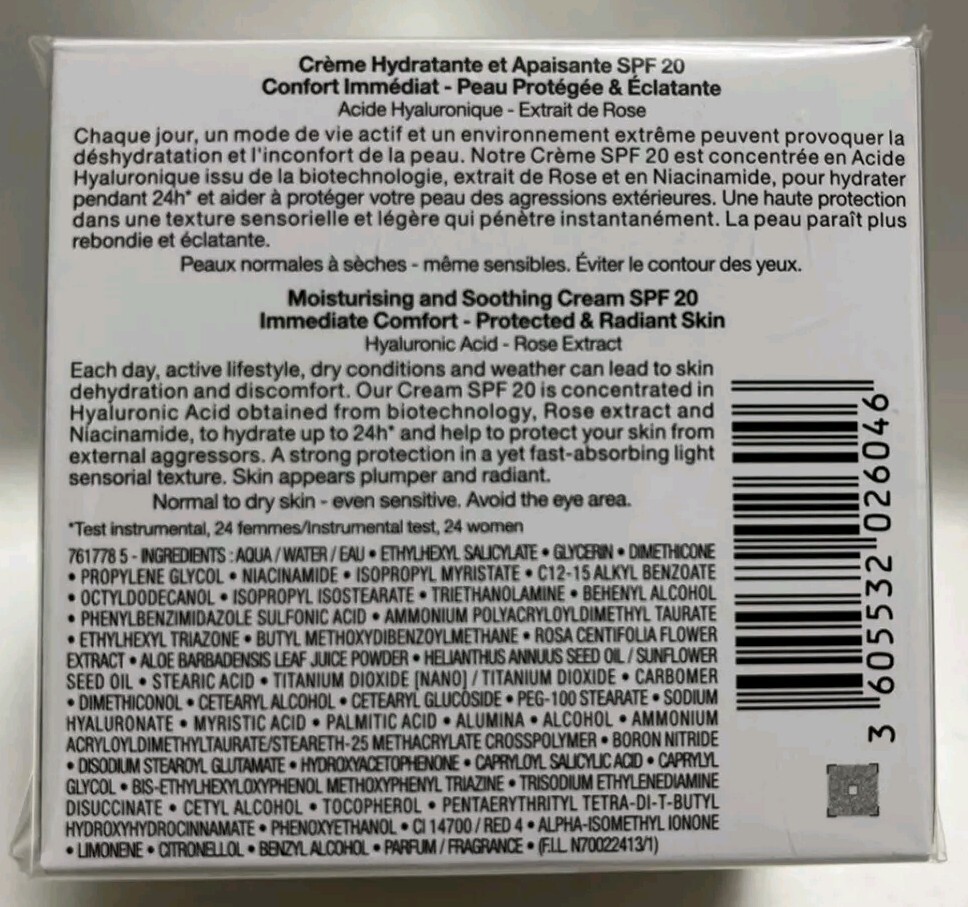 Crème Hydratante et Apaisante SPF 20
Confort Immédiat - Peau Protégée & Éclatante
Acide Hyaluronique - Extrait de Rose
Chaque jour, un mode de vie actif et un environnement extrême peuvent provoquer la
déshydratation et l'inconfort de la peau. Notre Crème SPF 20 est concentrée en Acide
Hyaluronique issu de la biotechnologie, extrait de Rose et en Niacinamide, pour hydrater
pendant 24h* et aider à protéger votre peau des agressions extérieures. Une haute protection
dans une texture sensorielle et légère qui pénètre instantanément. La peau paraît plus
rebondie et éclatante.
Peaux normales à sèches - même sensibles. Éviter le contour des yeux.
Moisturising and Soothing Cream SPF 20
Immediate Comfort - Protected & Radiant Skin
Hyaluronic Acid - Rose Extract
Each day, active lifestyle, dry conditions and weather can lead to skin
dehydration and discomfort. Our Cream SPF 20 is concentrated in
Hyaluronic Acid obtained from biotechnology, Rose extract and
Niacinamide, to hydrate up to 24h* and help to protect your skin from
external aggressors. A strong protection in a yet fast-absorbing light
sensorial texture. Skin appears plumper and radiant.
Normal to dry skin - even sensitive. Avoid the eye area.
*Test instrumental, 24 femmes/Instrumental test, 24 women
761778 5 - INGREDIENTS : AQUA / WATER / EAU • ETHYLHEXYL SALICYLATE • GLYCERIN • DIMETHICONE
• PROPYLENE GLYCOL • NIACINAMIDE • ISOPROPYL MYRISTATE • C12-15 ALKYL BENZOATE
• OCTYLDODECANOL • ISOPROPYL ISOSTEARATE • TRIETHANOLAMINE • BEHENYL ALCOHOL
• PHENYLBENZIMIDAZOLE SULFONIC ACID • AMMONIUM POLYACRYLOYLDIMETHYL TAURATE
• ETHYLHEXYL TRIAZONE • BUTYL METHOXYDIBENZOYLMETHANE • ROSA CENTIFOLIA FLOWER
EXTRACT • ALOE BARBADENSIS LEAF JUICE POWDER • HELIANTHUS ANNUUS SEED OIL / SUNFLOWER
SEED OIL • STEARIC ACID • TITANIUM DIOXIDE [NANO] / TITANIUM DIOXIDE • CARBOMER
• DIMETHICONOL • CETEARYL ALCOHOL • CETEARYL GLUCOSIDE • PEG-100 STEARATE • SODIUM
HYALURONATE • MYRISTIC ACID • PALMITIC ACID • ALUMINA • ALCOHOL • AMMONIUM
ACRYLOYLDIMETHYLTAURATE/STEARETH-25 METHACRYLATE CROSSPOLYMER • BORON NITRIDE
• DISODIUM STEAROYL GLUTAMATE • HYDROXYACETOPHENONE • CAPRYLOYL SALICYLIC ACID • CAPRYLYL
GLYCOL • BIS-ETHYLHEXYLOXYPHENOL METHOXYPHENYL TRIAZINE • TRISODIUM ETHYLENEDIAMINE
DISUCCINATE • CETYL ALCOHOL • TOCOPHEROL • PENTAERYTHRITYL TETRA-DI-T-BUTYL
HYDROXYHYDROCINNAMATE • PHENOXYETHANOL • CI 14700 / RED 4 • ALPHA-ISOMETHYL IONONE
• LIMONENE • CITRONELLOL • BENZYL ALCOHOL • PARFUM / FRAGRANCE • (F.I.L. N70022413/1)
3 605532 026046